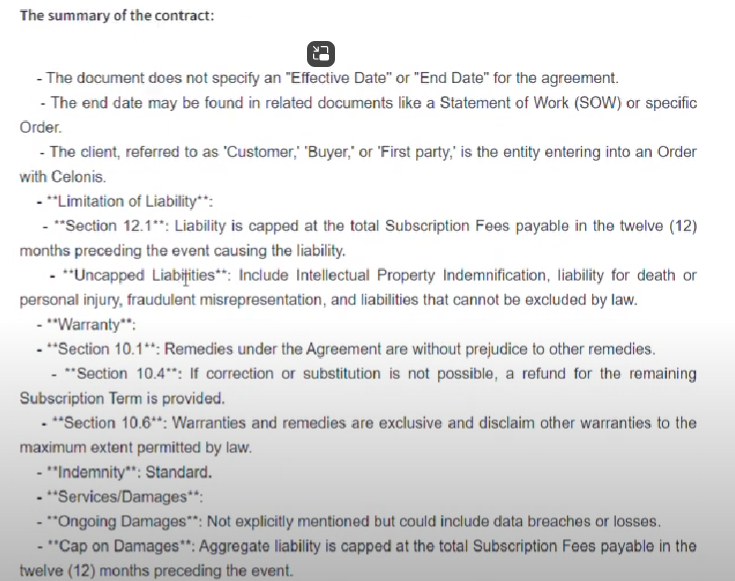 The summary of the contract:
- The document does not specify an "Effective Date" or "End Date" for the agreement.
- The end date may be found in related documents like a Statement of Work (SOW) or specific
Order.
- The client, referred to as 'Customer,' 'Buyer,' or 'First party,' is the entity entering into an Order
with Celonis.
- **Limitation of Liability**:
- **Section 12.1**: Liability is capped at the total Subscription Fees payable in the twelve (12)
months preceding the event causing the liability.
- **Uncapped Liabilities**: Include Intellectual Property Indemnification, liability for death or
personal injury, fraudulent misrepresentation, and liabilities that cannot be excluded by law.
- **Warranty**:
- **Section 10.1**: Remedies under the Agreement are without prejudice to other remedies.
- **Section 10.4**: If correction or substitution is not possible, a refund for the remaining
Subscription Term is provided.
- **Section 10.6**: Warranties and remedies are exclusive and disclaim other warranties to the
maximum extent permitted by law.
- **Indemnity**: Standard.
- **Services/Damages**:
- **Ongoing Damages**: Not explicitly mentioned but could include data breaches or losses.
- **Cap on Damages**: Aggregate liability is capped at the total Subscription Fees payable in the
twelve (12) months preceding the event.